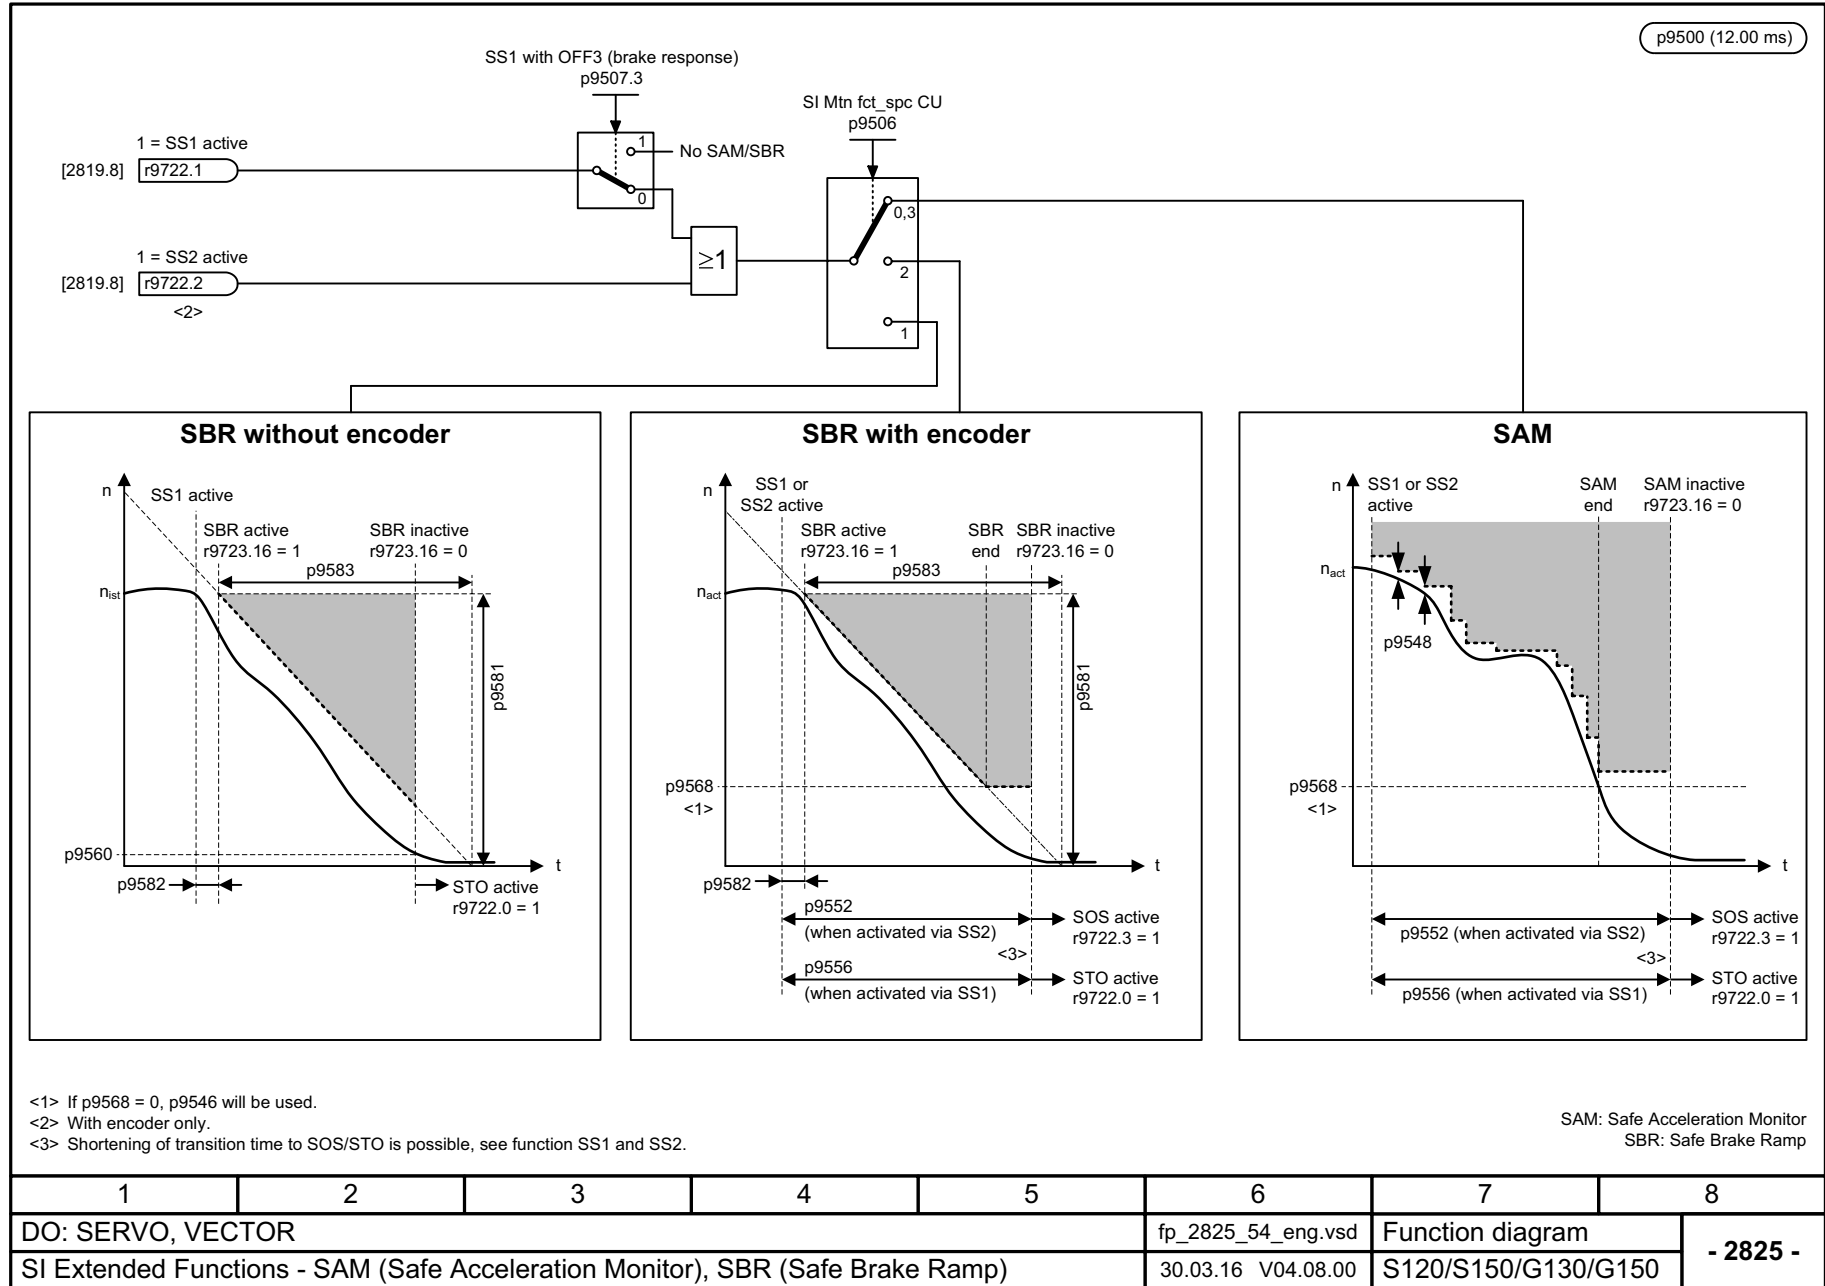 p9500 (12.00 ms)
SS1 with OFF3 (brake response)
p9507.3
SI Mtn fct_spc CU
p9506
1 = SS1 active
[2819.8]
r9722.1
1
No SAM/SBR
0
1 = SS2 active
[2819.8]
r9722.2
<2>
≥1
0,3
2
1
SBR without encoder
n
SS1 active
SBR active
r9723.16 = 1
SBR inactive
r9723.16 = 0
p9583
nist
p9581
p9560
t
p9582
STO active
r9722.0 = 1
SBR with encoder
n
SS1 or
SS2 active
SBR active
r9723.16 = 1
SBR
end
SBR inactive
r9723.16 = 0
p9583
nact
p9581
p9568
<1>
t
p9582
p9552
(when activated via SS2)
SOS active
r9722.3 = 1
<3>
p9556
(when activated via SS1)
STO active
r9722.0 = 1
SAM
n
SS1 or SS2
active
SAM
end
SAM inactive
r9723.16 = 0
nact
p9548
p9568
<1>
t
p9552 (when activated via SS2)
SOS active
r9722.3 = 1
<3>
p9556 (when activated via SS1)
STO active
r9722.0 = 1
<1> If p9568 = 0, p9546 will be used.
<2> With encoder only.
<3> Shortening of transition time to SOS/STO is possible, see function SS1 and SS2.
SAM: Safe Acceleration Monitor
SBR: Safe Brake Ramp
1 2 3 4 5 6 7 8
DO: SERVO, VECTOR
fp_2825_54_eng.vsd
Function diagram
- 2825 -
SI Extended Functions - SAM (Safe Acceleration Monitor), SBR (Safe Brake Ramp)
30.03.16 V04.08.00
S120/S150/G130/G150